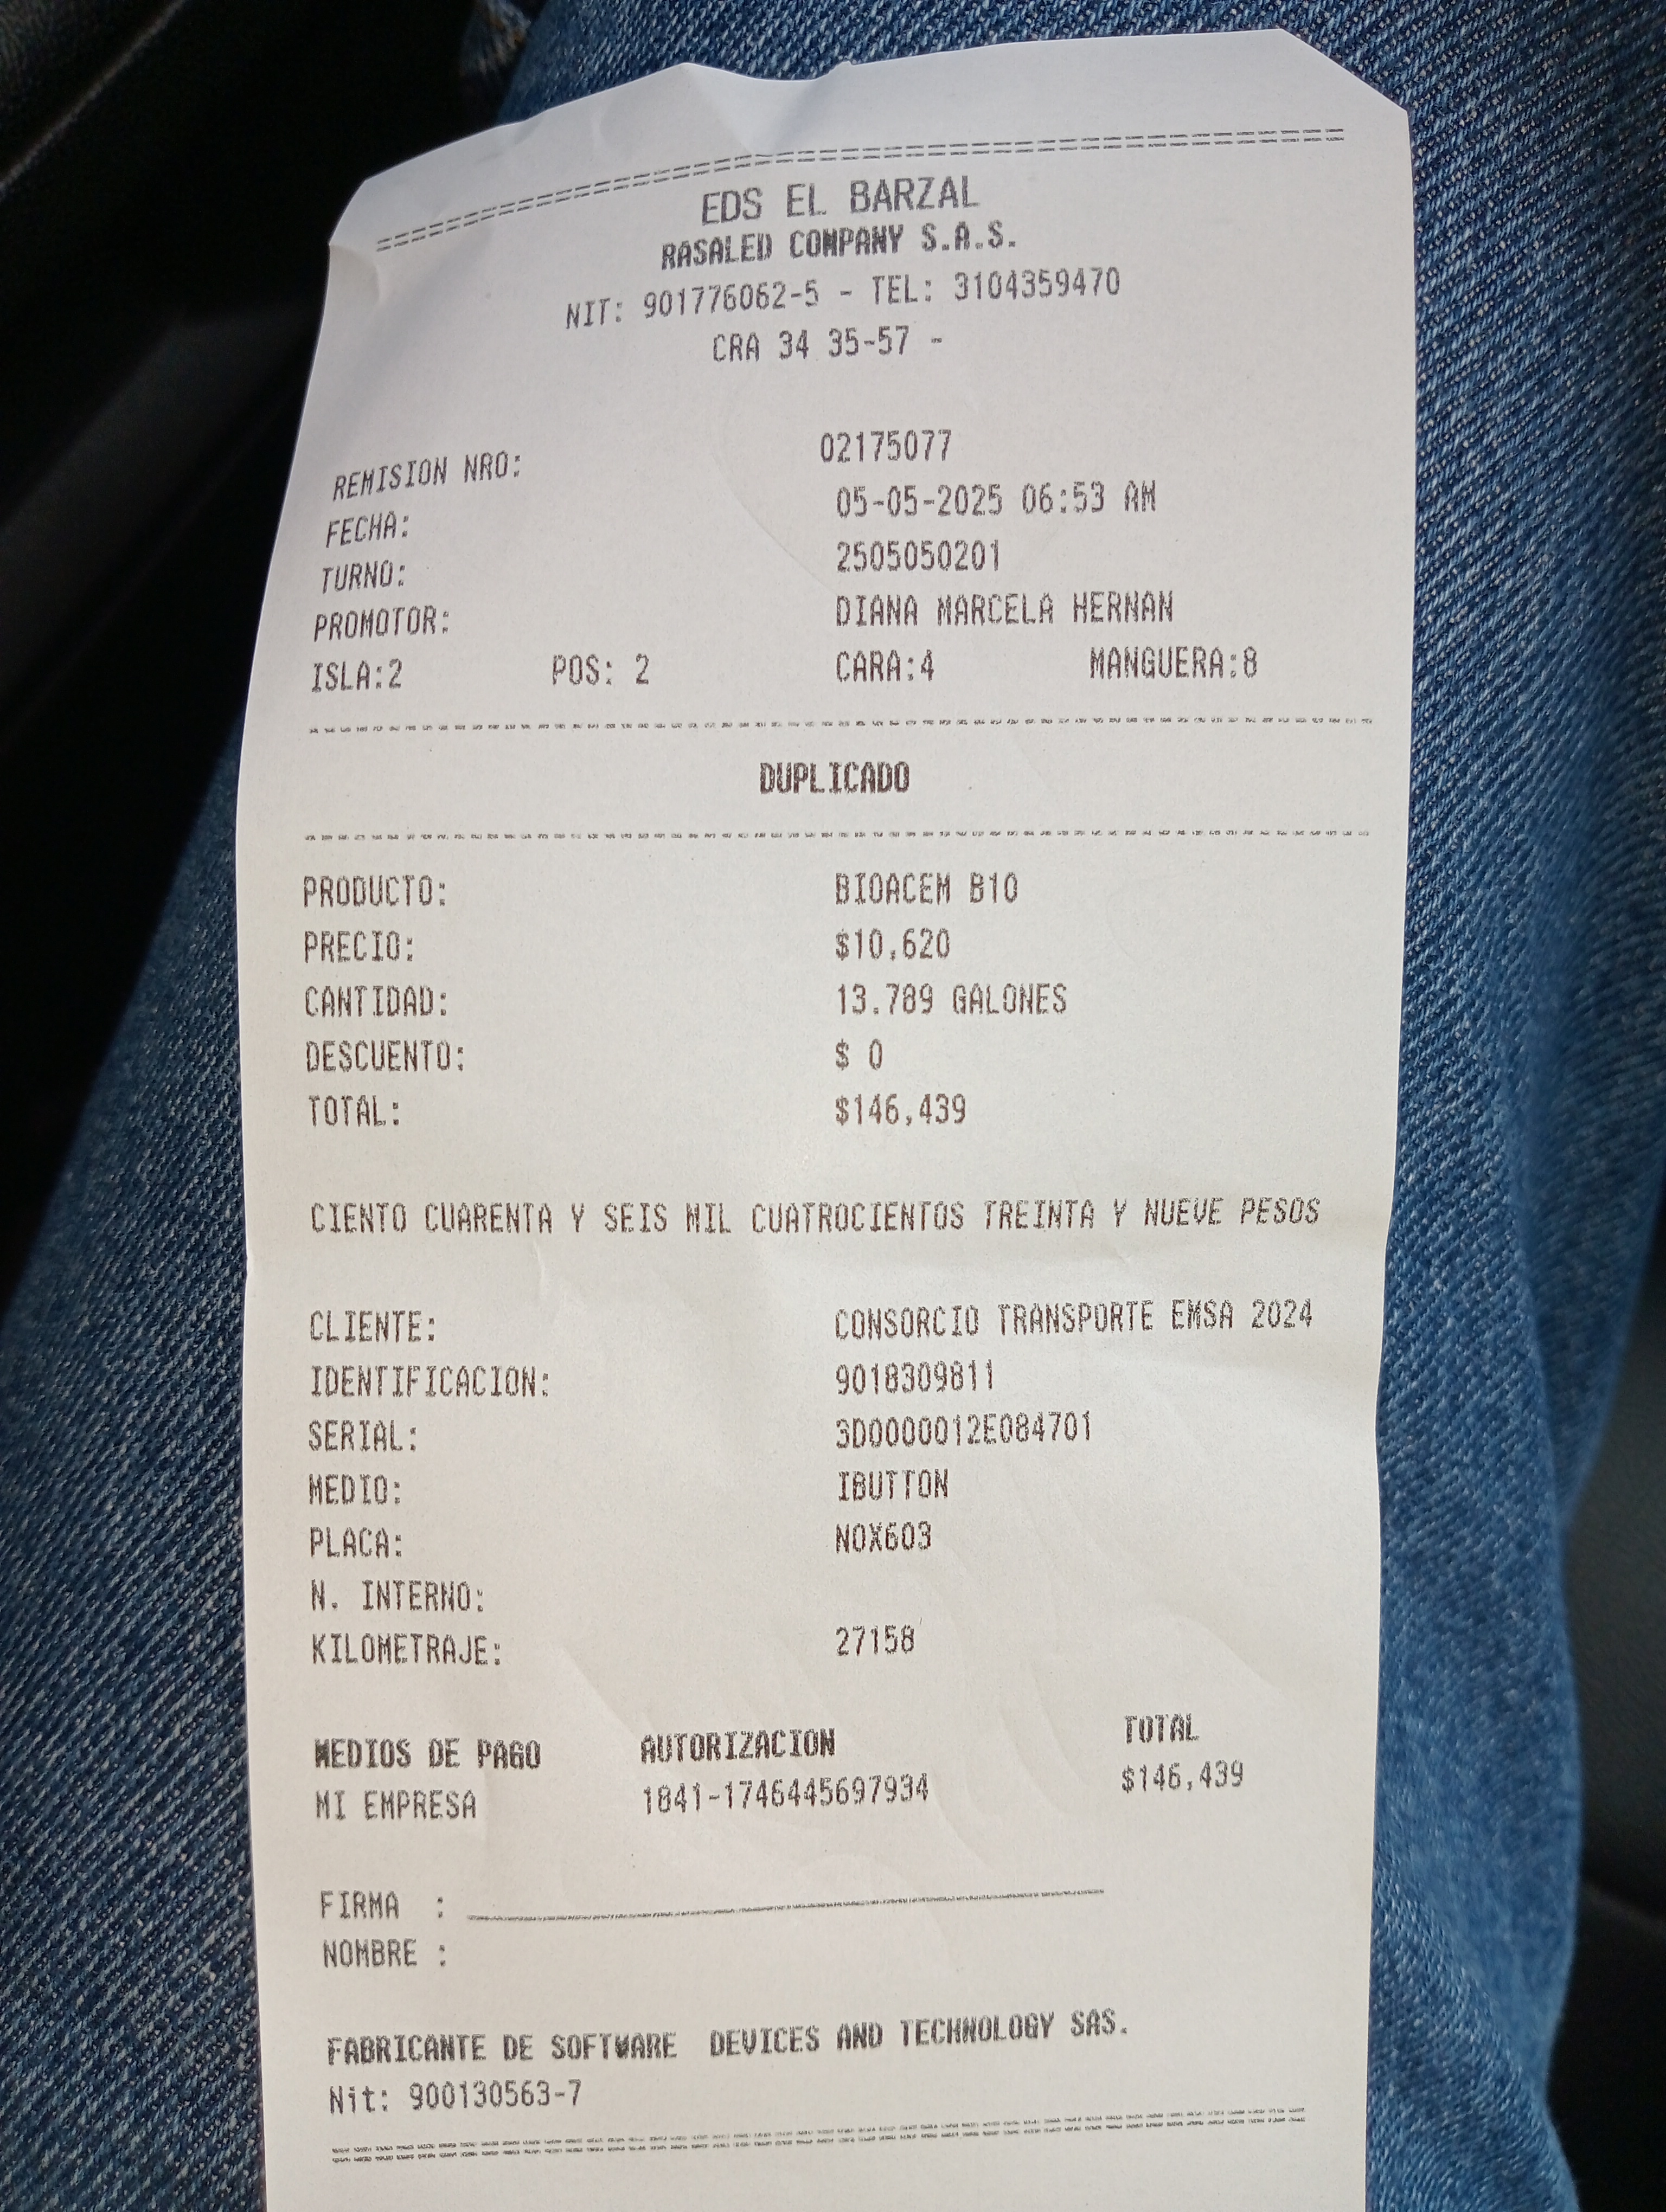 EDS EL BARZAL
RASALED COMPANY S.A.S.
NIT: 901776062-5 - TEL: 3104359470
CRA 34 35-57 -
REMISION NRO: 02175077
FECHA: 05-05-2025 06:53 AM
TURNO: 2505050201
PROMOTOR: DIANA MARCELA HERNAN
ISLA:2 POS: 2 CARA:4 MANGUERA:8
DUPLICADO
PRODUCTO: BIOACEM B10
PRECIO: $10,620
CANTIDAD: 13.789 GALONES
DESCUENTO: $ 0
TOTAL: $146,439
CIENTO CUARENTA Y SEIS MIL CUATROCIENTOS TREINTA Y NUEVE PESOS
CLIENTE: CONSORCIO TRANSPORTE EMSA 2024
IDENTIFICACION: 9018309811
SERIAL: 3D0000012E084701
MEDIO: IBUTTON
PLACA: NOX603
N. INTERNO:
KILOMETRAJE: 27158
MEDIOS DE PAGO AUTORIZACION TOTAL
MI EMPRESA 1841-1746445697934 $146,439
FIRMA :
NOMBRE :
FABRICANTE DE SOFTWARE DEVICES AND TECHNOLOGY SAS.
Nit: 900130563-7